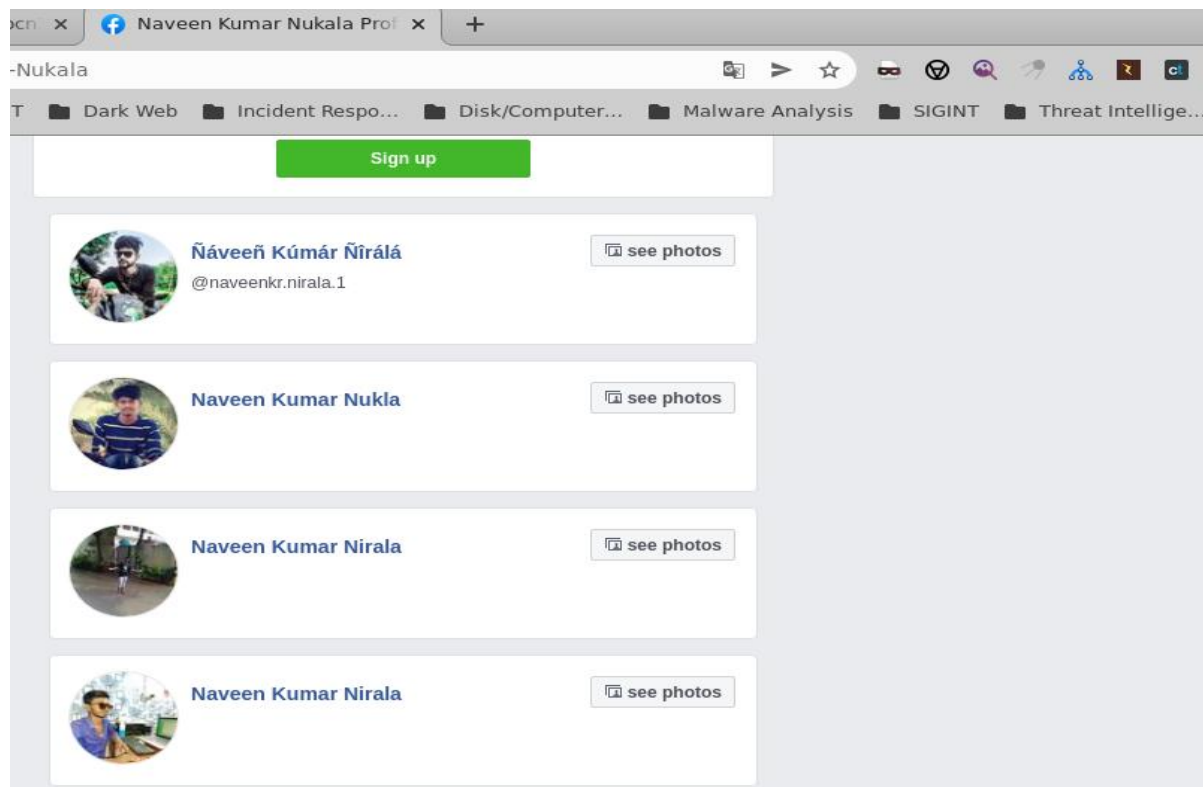 Naveen Kumar Nukala Prof
-Nukala
T Dark Web Incident Respo... Disk/Computer... Malware Analysis SIGINT Threat Intellige...
Sign up
Ñáveeñ Kúmár Ñîrálá see photos
@naveenkr.nirala.1
Naveen Kumar Nukla see photos
Naveen Kumar Nirala see photos
Naveen Kumar Nirala see photos